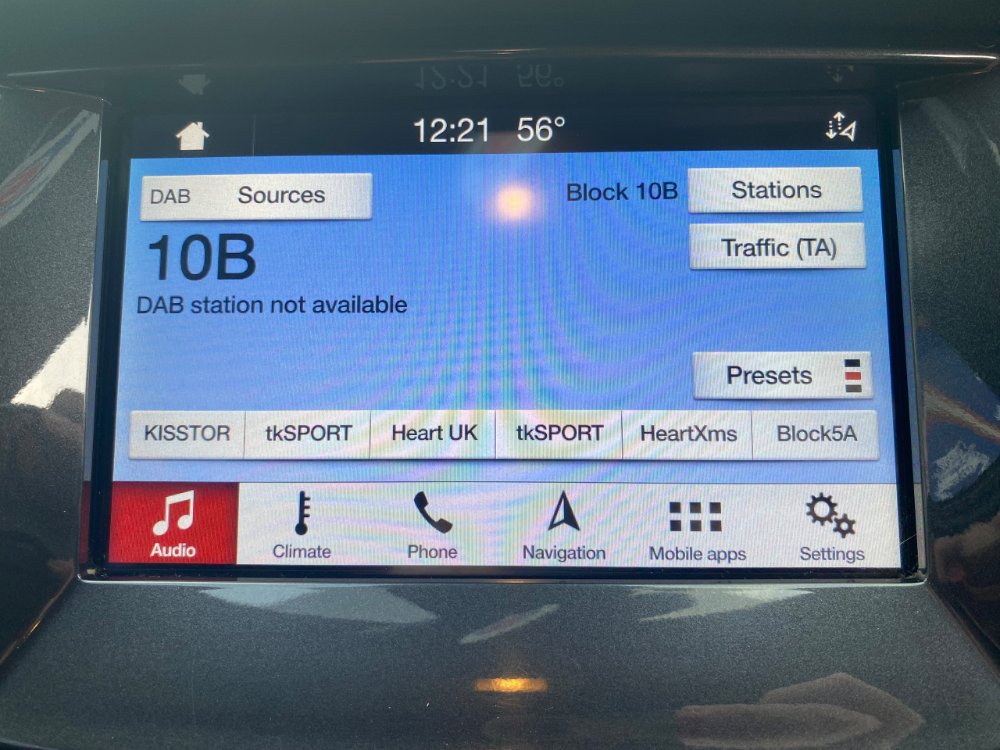 12:21 56°
DAB Sources
Block 10B Stations
10B
Traffic (TA)
DAB station not available
Presets
KISSTOR tkSPORT Heart UK tkSPORT HeartXms Block5A
Audio Climate Phone Navigation Mobile apps Settings